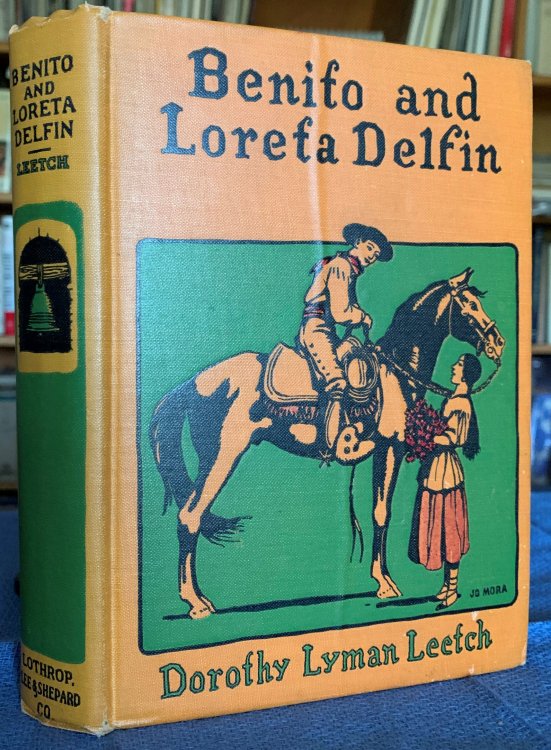 BENITO
AND
LORETA
DELFIN
LEETCH
LOTHROP,
LEE & SHEPARD
CO.
Benito and
Loreta Delfin
JO MORA
Dorothy Lyman Leetch